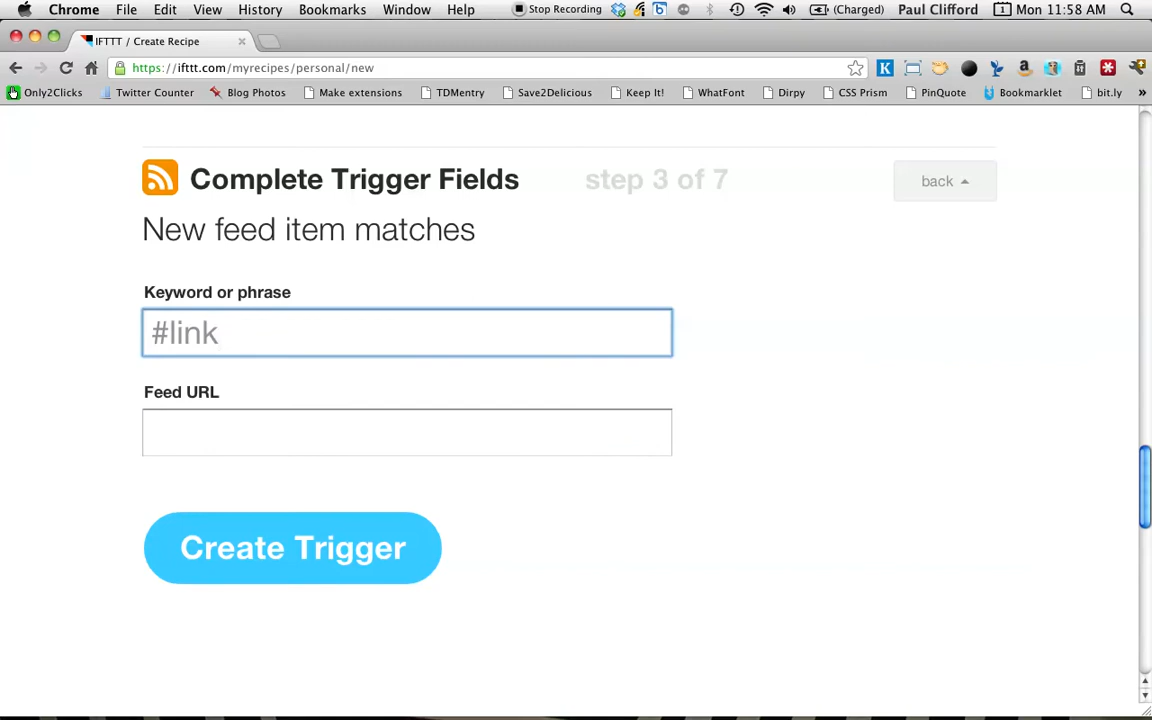 Chrome File Edit View History Bookmarks Window Help Stop Recording (Charged) Paul Clifford 1 Mon 11:58 AM
IFTTT / Create Recipe
https://ifttt.com/myrecipes/personal/new
Only2Clicks Twitter Counter Blog Photos Make extensions TDMentry Save2Delicious Keep It! WhatFont Dirpy CSS Prism PinQuote Bookmarklet bit.ly »
Complete Trigger Fields step 3 of 7 back
New feed item matches
Keyword or phrase
#link
Feed URL
Create Trigger